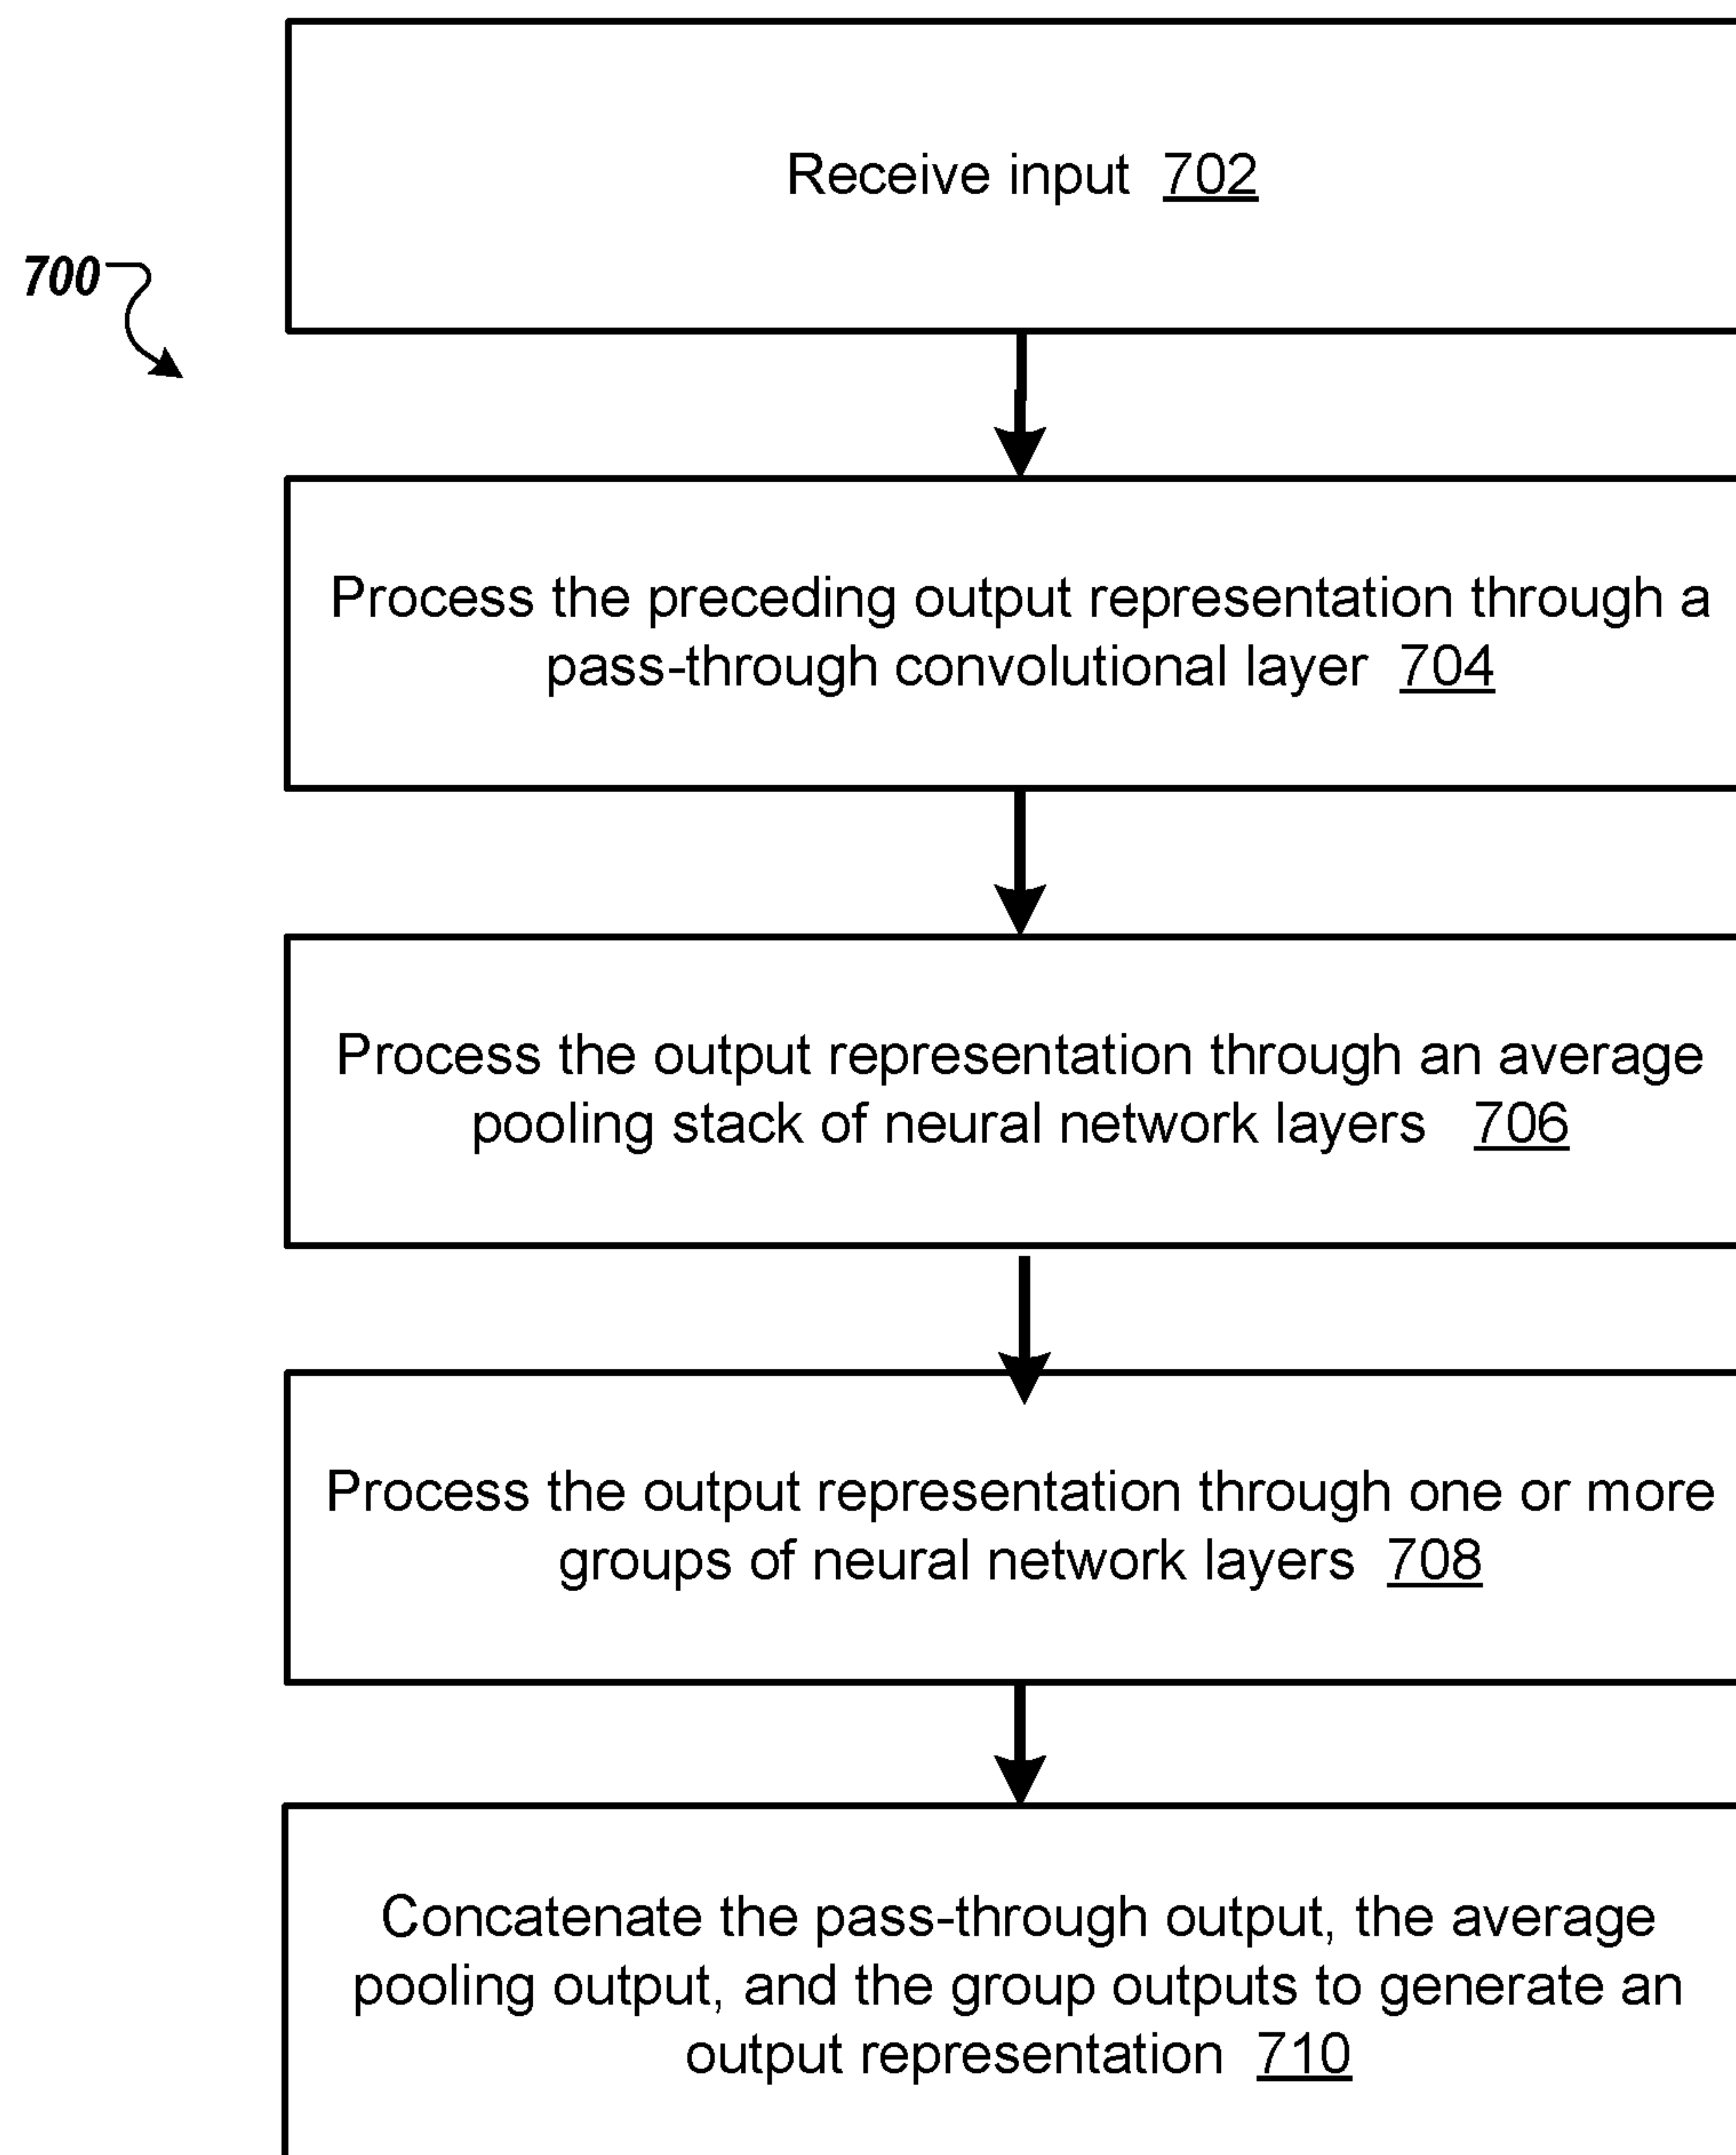 Receive input 702
700
Process the preceding output representation through a
pass-through convolutional layer 704
Process the output representation through an average
pooling stack of neural network layers 706
Process the output representation through one or more
groups of neural network layers 708
Concatenate the pass-through output, the average
pooling output, and the group outputs to generate an
output representation 710